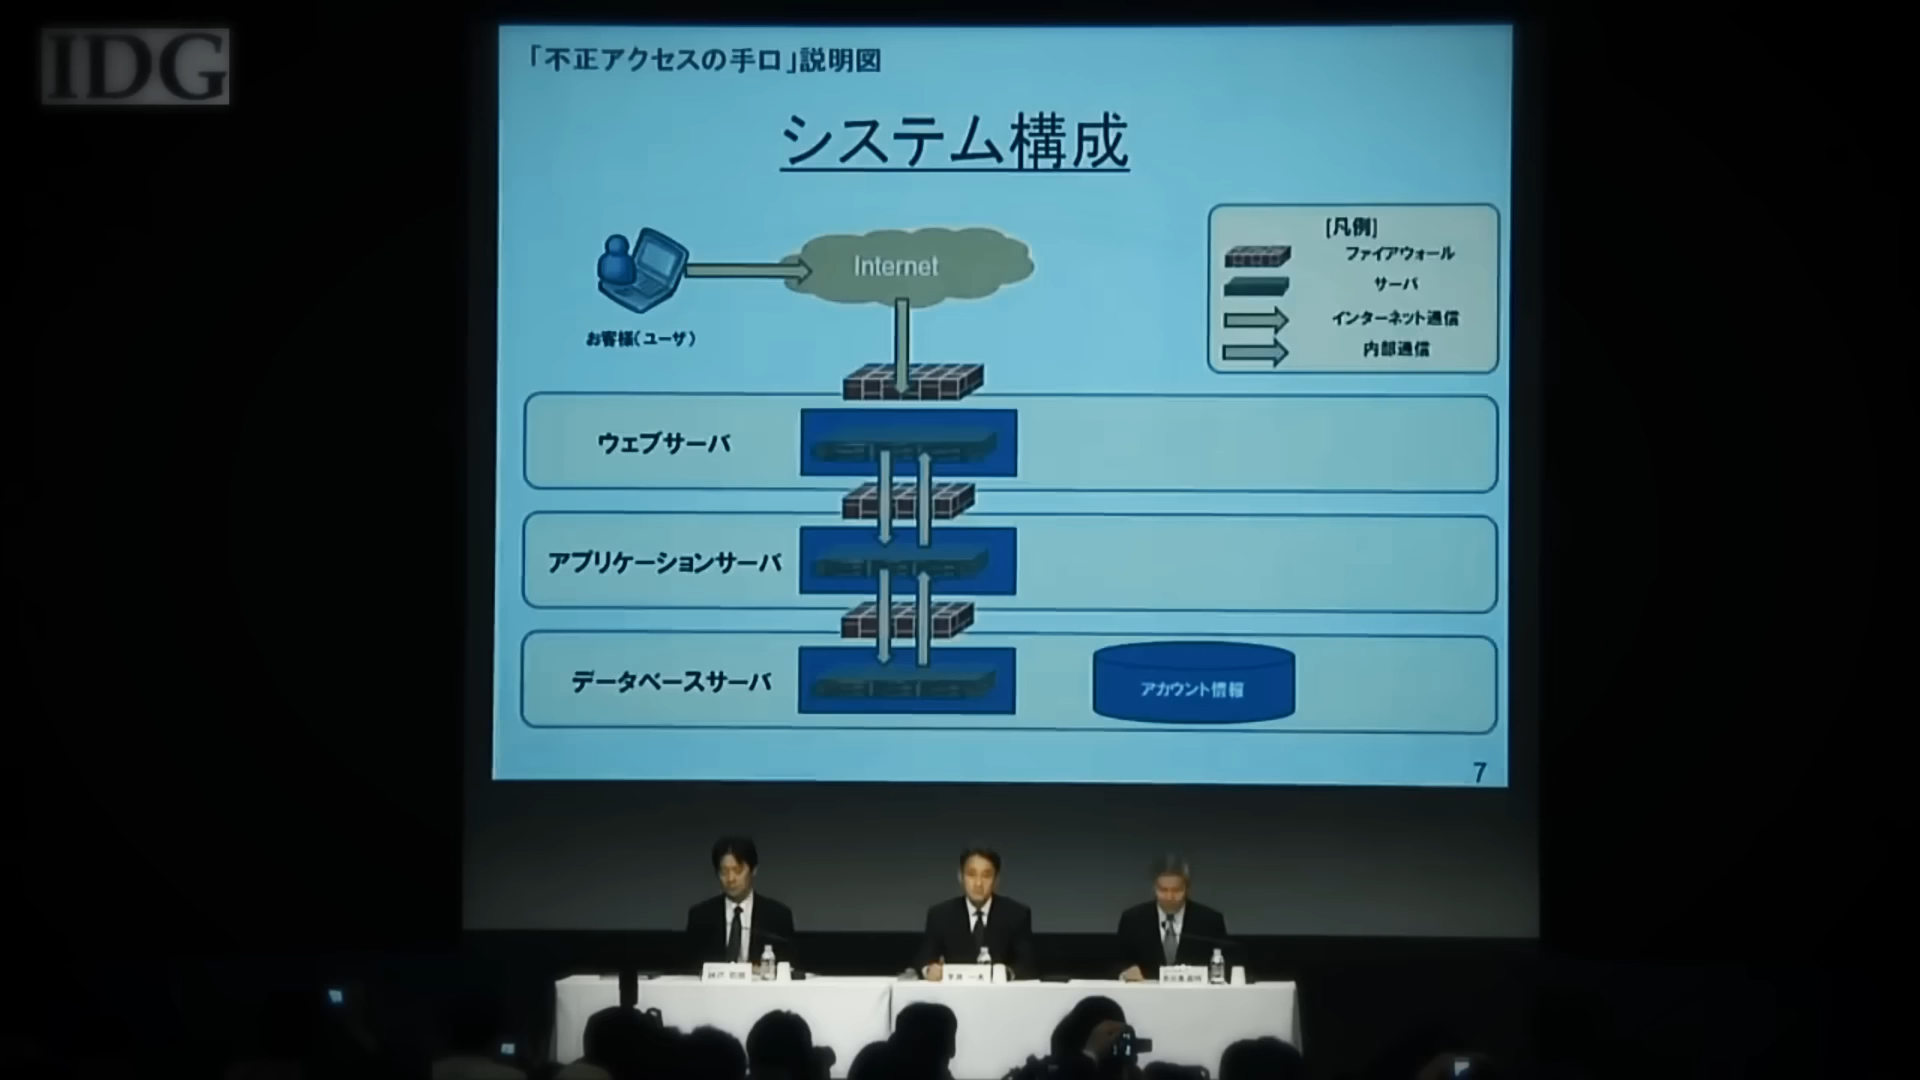 IDG
「不正アクセスの手口」説明図
システム構成
[凡例]
ファイアウォール
サーバ
インターネット通信
内部通信
Internet
お客様(ユーザ)
ウェブサーバ
アプリケーションサーバ
データベースサーバ
アカウント情報
7